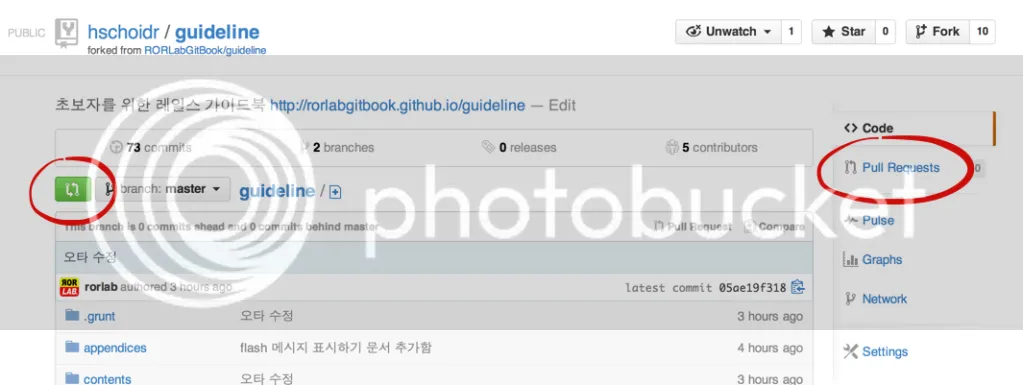 PUBLIC hschoidr / guideline
forked from RORLabGitBook/guideline
Unwatch 1 Star 0 Fork 10
초보자를 위한 레일스 가이드북 http://rorlabgitbook.github.io/guideline — Edit
73 commits 2 branches 0 releases 5 contributors
branch: master guideline /
This branch is 0 commits ahead and 0 commits behind master Pull Request Compare
오타 수정
ROR LAB rorlab authored 3 hours ago latest commit 05ae19f318
.grunt 오타 수정 3 hours ago
appendices flash 메시지 표시하기 문서 추가함 4 hours ago
contents 오타 수정 3 hours ago
Code
Pull Requests 0
Pulse
Graphs
Network
Settings
photobucket